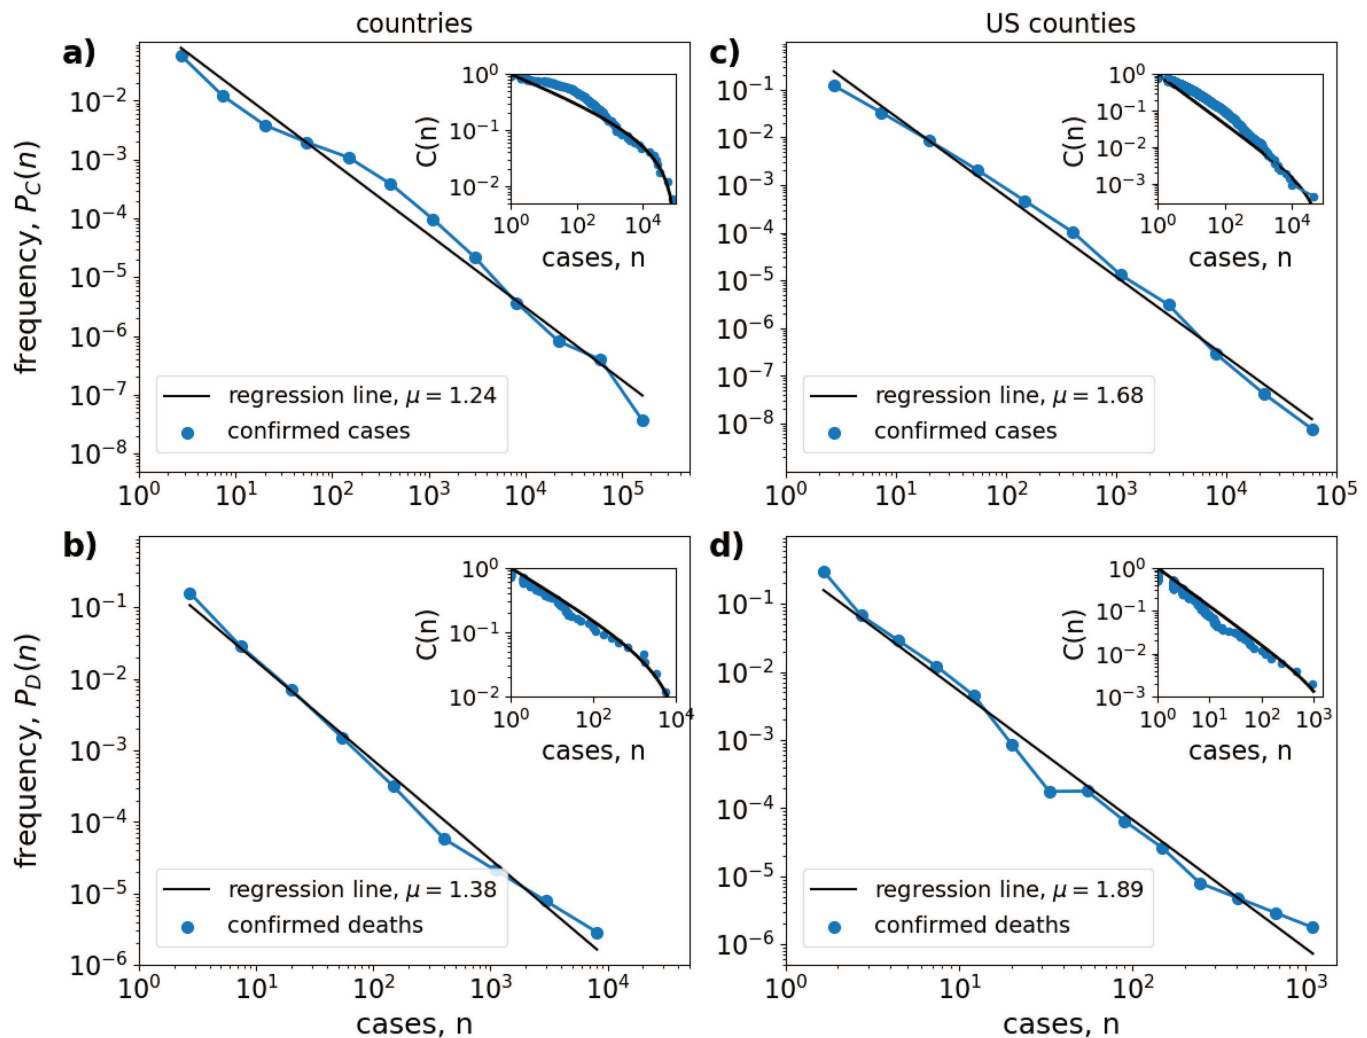 countries
US counties
a)
frequency, P_C(n)
10^-2
10^-3
10^-4
10^-5
10^-6
10^-7
10^-8
10^0 10^1 10^2 10^3 10^4 10^5
C(n)
10^0
10^-1
10^-2
10^0 10^2 10^4
cases, n
regression line, μ = 1.24
confirmed cases
c)
10^-1
10^-2
10^-3
10^-4
10^-5
10^-6
10^-7
10^-8
10^0 10^1 10^2 10^3 10^4 10^5
C(n)
10^0
10^-1
10^-2
10^-3
10^0 10^2 10^4
cases, n
regression line, μ = 1.68
confirmed cases
b)
frequency, P_D(n)
10^-1
10^-2
10^-3
10^-4
10^-5
10^-6
10^0 10^1 10^2 10^3 10^4
cases, n
C(n)
10^0
10^-1
10^-2
10^0 10^2 10^4
cases, n
regression line, μ = 1.38
confirmed deaths
d)
10^-1
10^-2
10^-3
10^-4
10^-5
10^-6
10^0 10^1 10^2 10^3
cases, n
C(n)
10^0
10^-1
10^-2
10^-3
10^0 10^1 10^2 10^3
cases, n
regression line, μ = 1.89
confirmed deaths